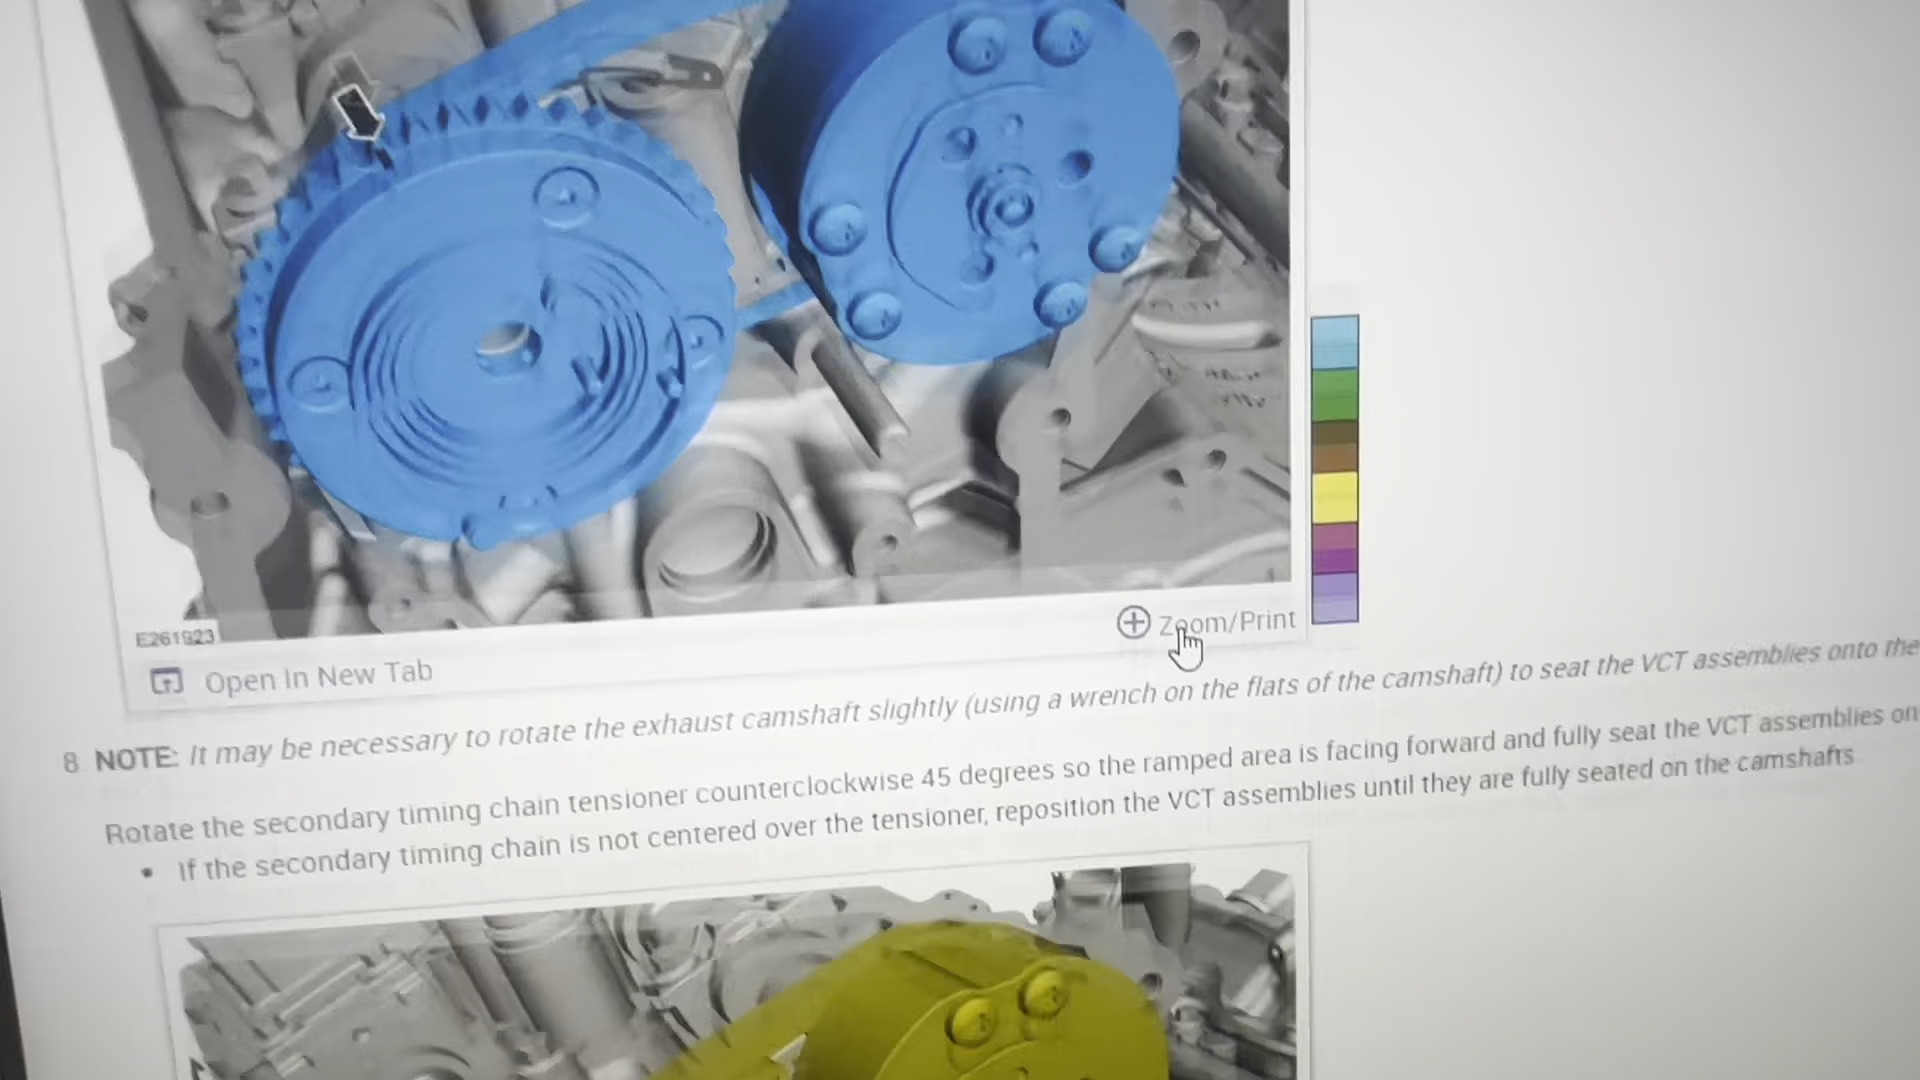 E261923
Zoom/Print
Open in New Tab
8 NOTE: It may be necessary to rotate the exhaust camshaft slightly (using a wrench on the flats of the camshaft) to seat the VCT assemblies onto the
Rotate the secondary timing chain tensioner counterclockwise 45 degrees so the ramped area is facing forward and fully seat the VCT assemblies on
• If the secondary timing chain is not centered over the tensioner, reposition the VCT assemblies until they are fully seated on the camshafts